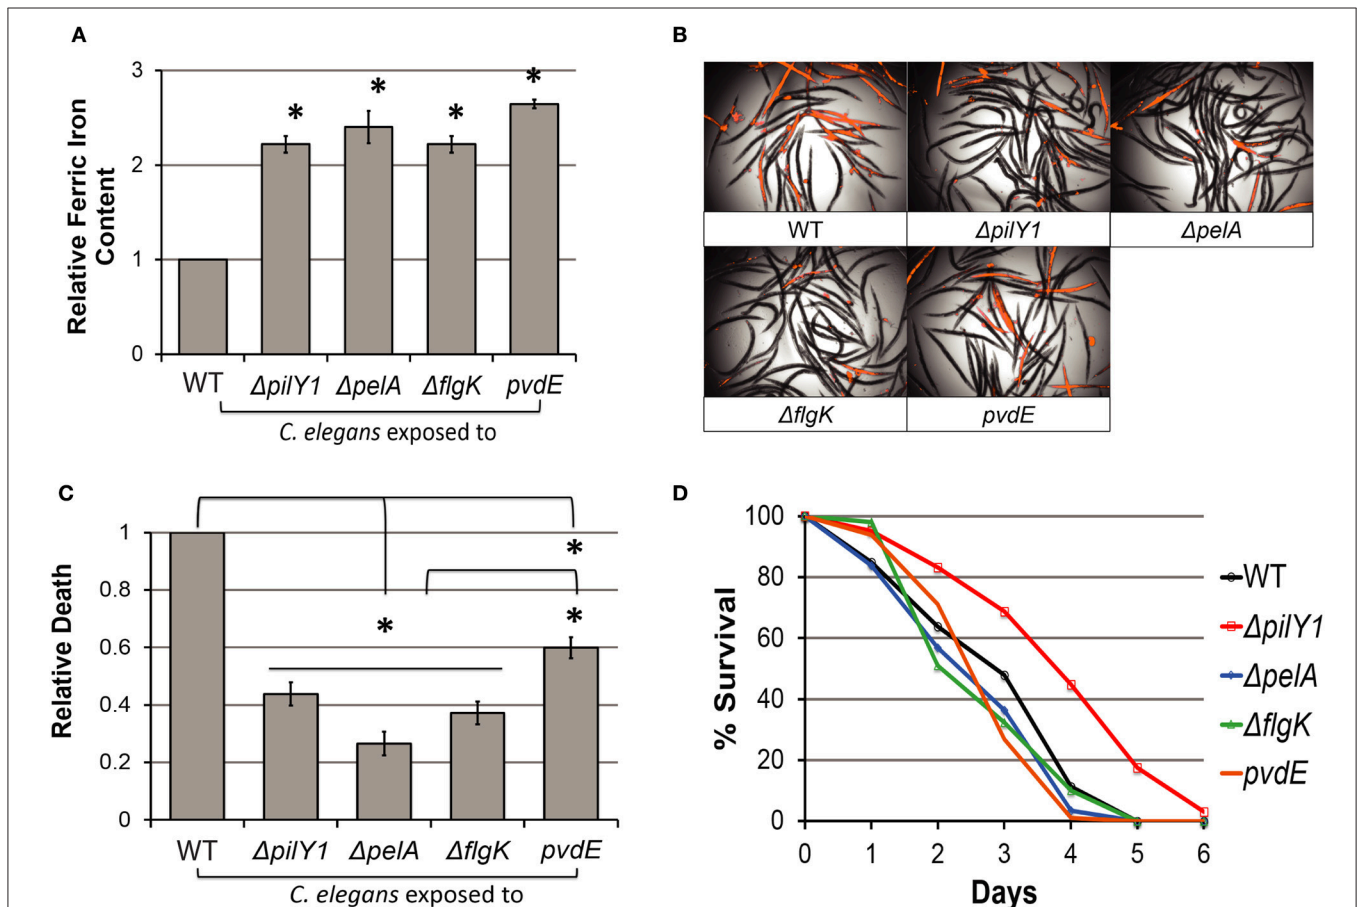 A
3
2
1
0
Relative Ferric Iron
Content
*
*
*
*
WT
ΔpilY1
ΔpelA
ΔflgK
pvdE
C. elegans exposed to
B
WT
ΔpilY1
ΔpelA
ΔflgK
pvdE
C
1
0.8
0.6
0.4
0.2
0
Relative Death
*
*
*
WT
ΔpilY1
ΔpelA
ΔflgK
pvdE
C. elegans exposed to
D
100
80
60
40
20
0
% Survival
0 1 2 3 4 5 6
Days
WT
ΔpilY1
ΔpelA
ΔflgK
pvdE